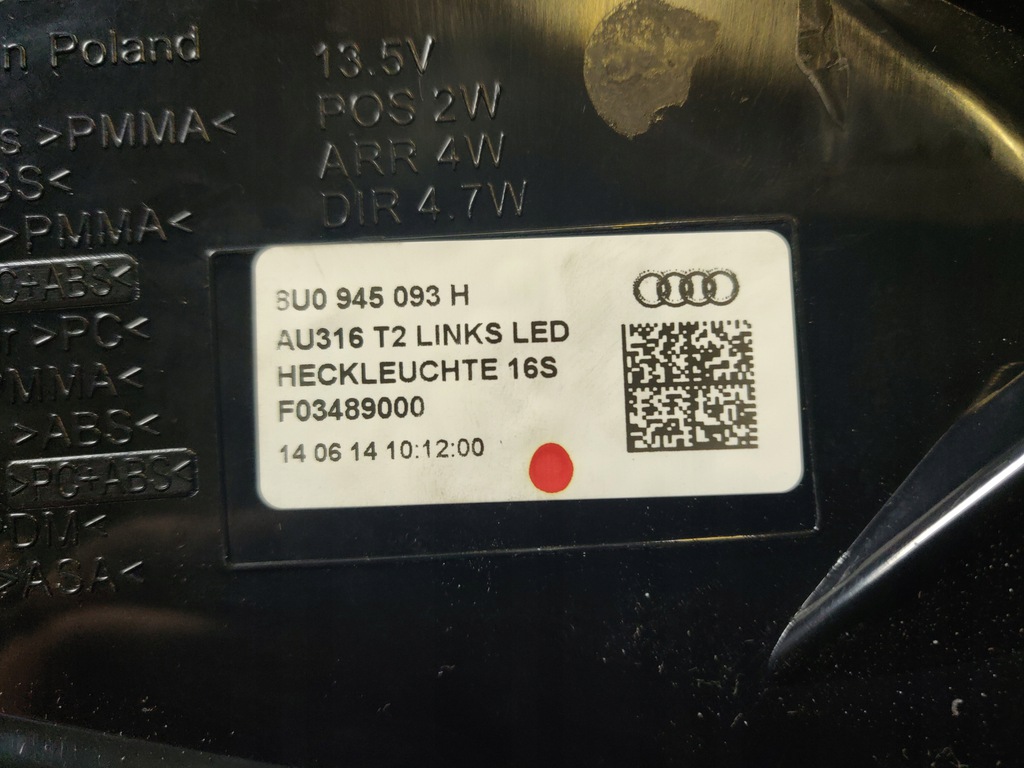 n Poland
13.5V
POS 2W
ARR 4W
DIR 4.7W
s >PMMA<
BS<
>PMMA<
C+ABS<
r >PC<
PMMA<
>ABS<
>PC+ABS<
PDM<
>ASA<
8U0 945 093 H
AU316 T2 LINKS LED
HECKLEUCHTE 16S
F03489000
14 06 14 10:12:00